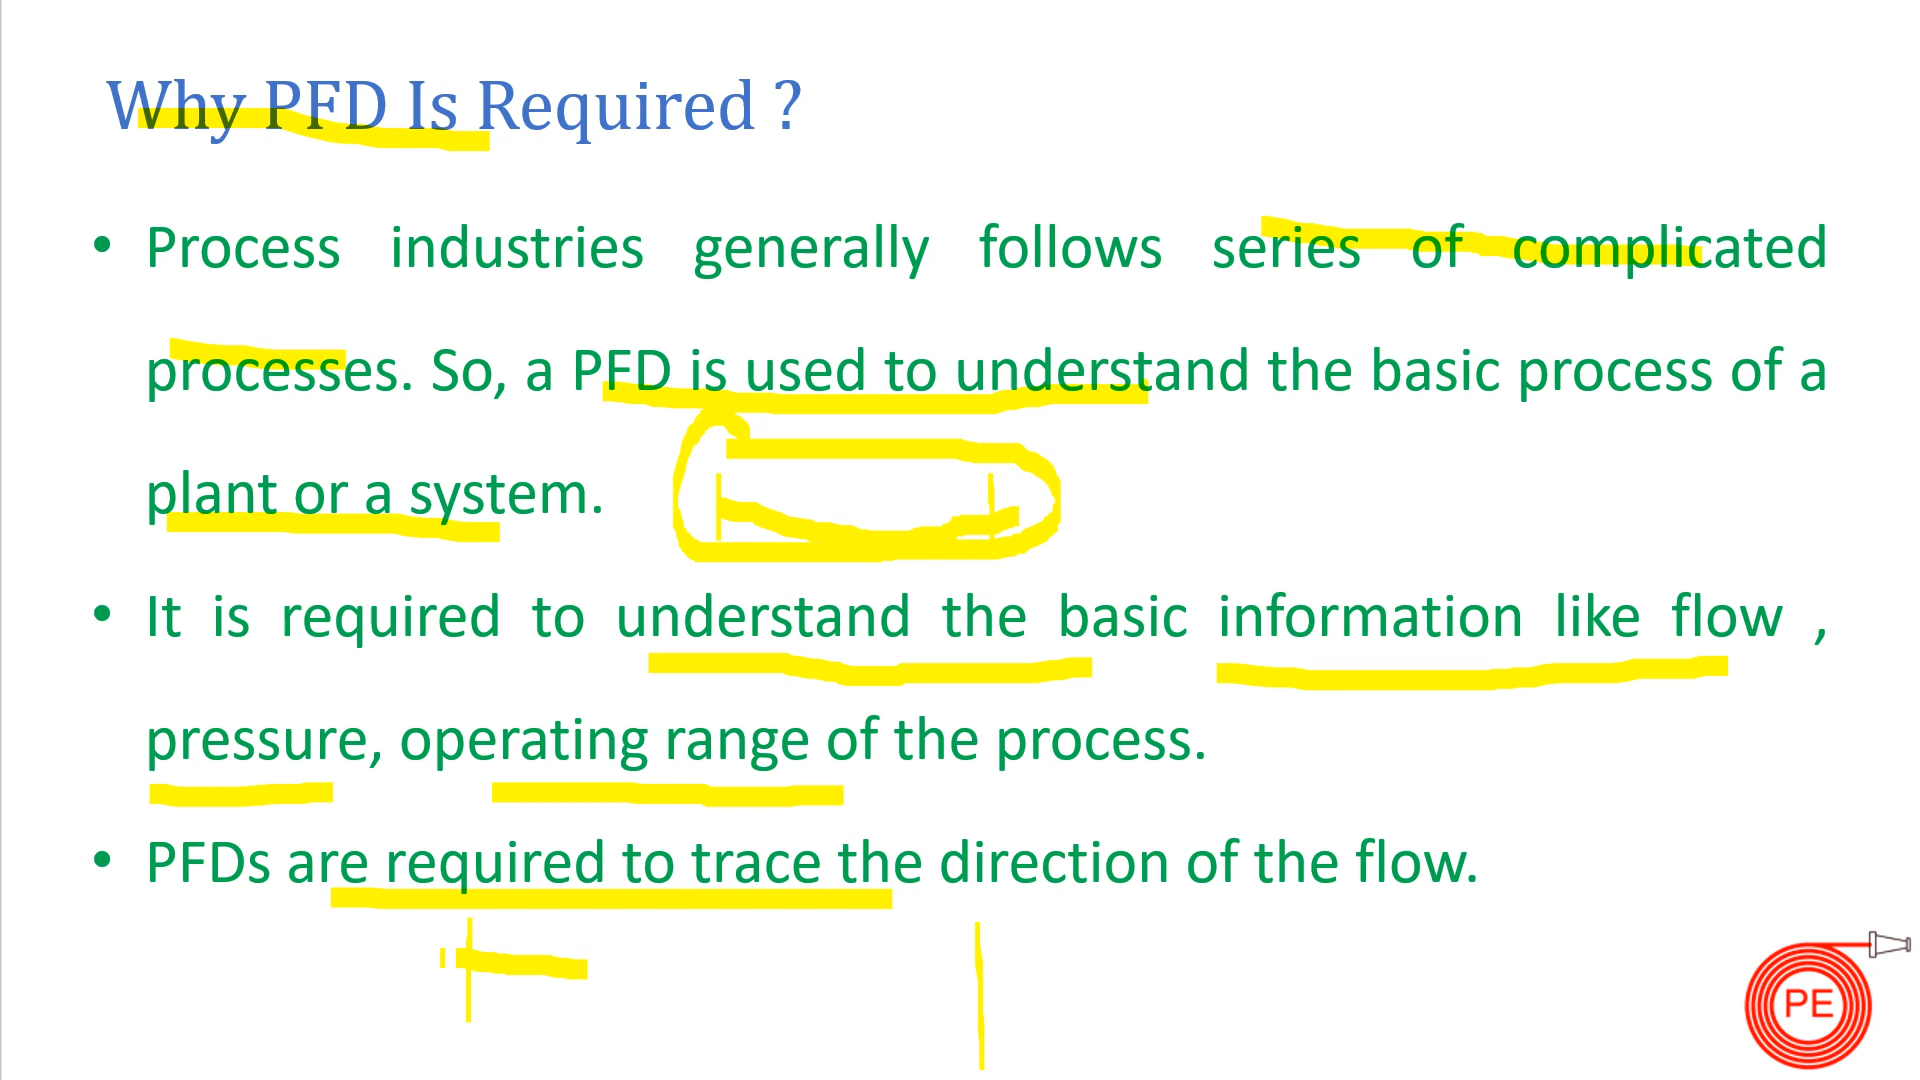 Why PFD Is Required ?
• Process industries generally follows series of complicated
processes. So, a PFD is used to understand the basic process of a
plant or a system.
• It is required to understand the basic information like flow ,
pressure, operating range of the process.
• PFDs are required to trace the direction of the flow.
PE